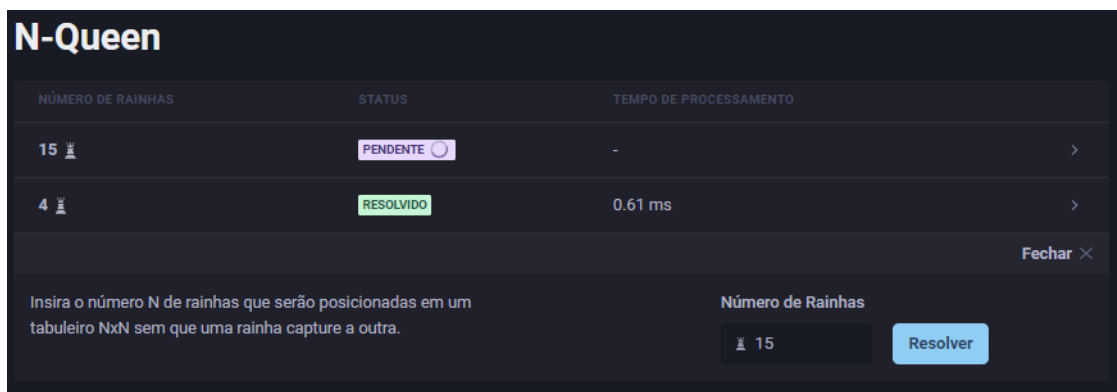 N-Queen
NÚMERO DE RAINHAS STATUS TEMPO DE PROCESSAMENTO
15 PENDENTE -
4 RESOLVIDO 0.61 ms
Fechar
Insira o número N de rainhas que serão posicionadas em um
tabuleiro NxN sem que uma rainha capture a outra.
Número de Rainhas
15 Resolver